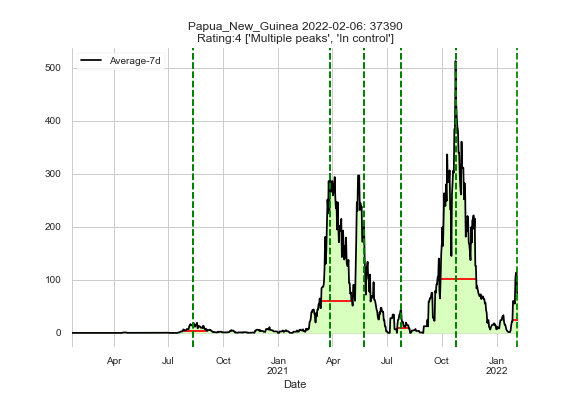 Papua_New_Guinea 2022-02-06: 37390
Rating:4 ['Multiple peaks', 'In control']
Average-7d
500
400
300
200
100
0
Apr Jul Oct Jan Apr Jul Oct Jan
2021 2022
Date